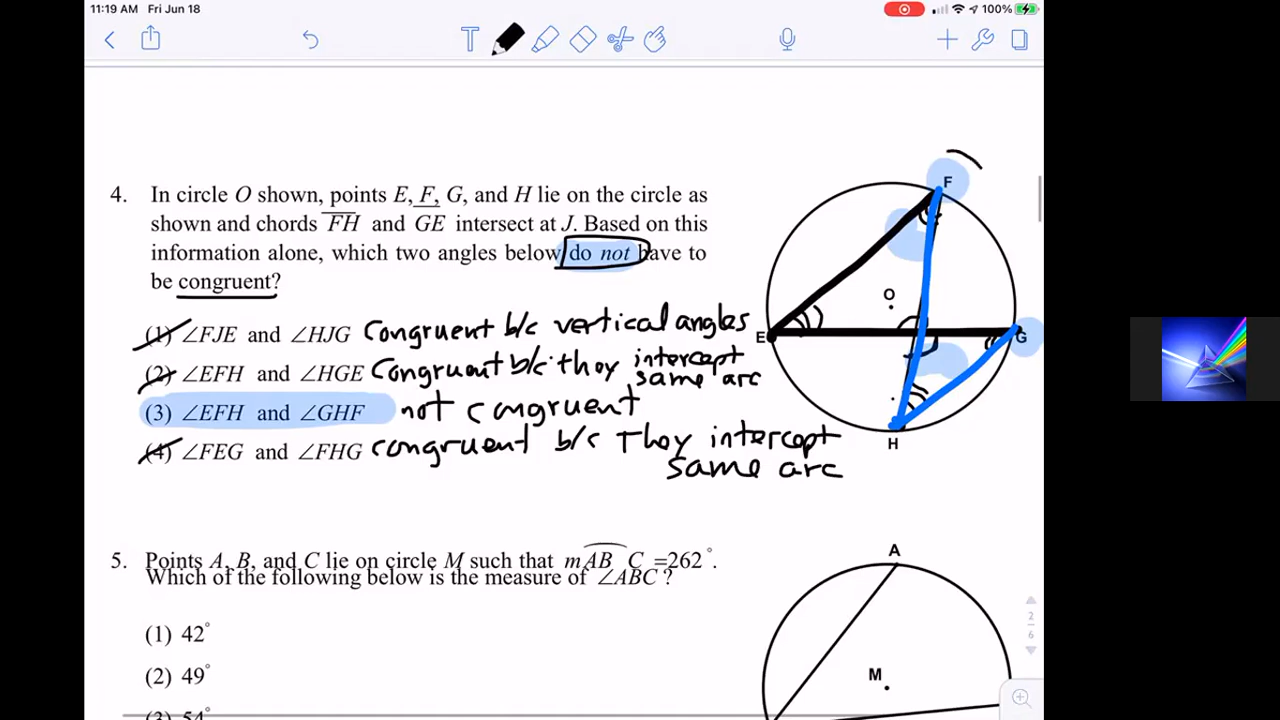 11:19 AM Fri Jun 18
100%
T
4. In circle O shown, points E, F, G, and H lie on the circle as
shown and chords FH and GE intersect at J. Based on this
information alone, which two angles below do not have to
be congruent?
(1) ∠FJE and ∠HJG congruent b/c vertical angles
(2) ∠EFH and ∠HGE congruent b/c they intercept
same arc
(3) ∠EFH and ∠GHF not congruent
(4) ∠FEG and ∠FHG congruent b/c They intercept
same arc
F
O
E
G
H
5. Points A, B, and C lie on circle M such that mAB C =262°.
Which of the following below is the measure of ∠ABC ?
(1) 42°
(2) 49°
(3) 54°
A
M
2
6